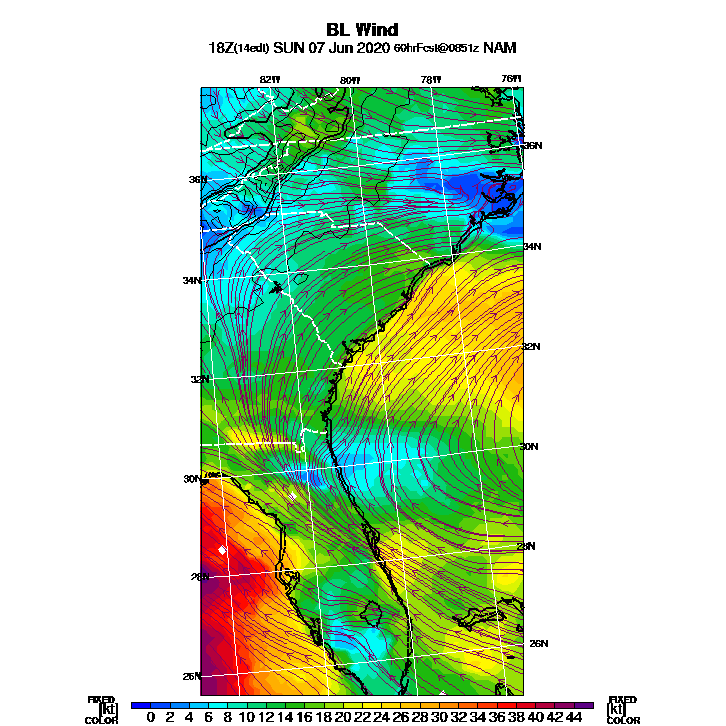 BL Wind
18Z(14edt) SUN 07 Jun 2020 60hrFcst@0851z NAM
82W 80W 78W 76W
36N
36N
34N
34N
32N
32N
30N
30N
28N
28N
26N
26N
FIXED FIXED
[kt] 0 2 4 6 8 10 12 14 16 18 20 22 24 26 28 30 32 34 36 38 40 42 44 [kt]
COLOR COLOR